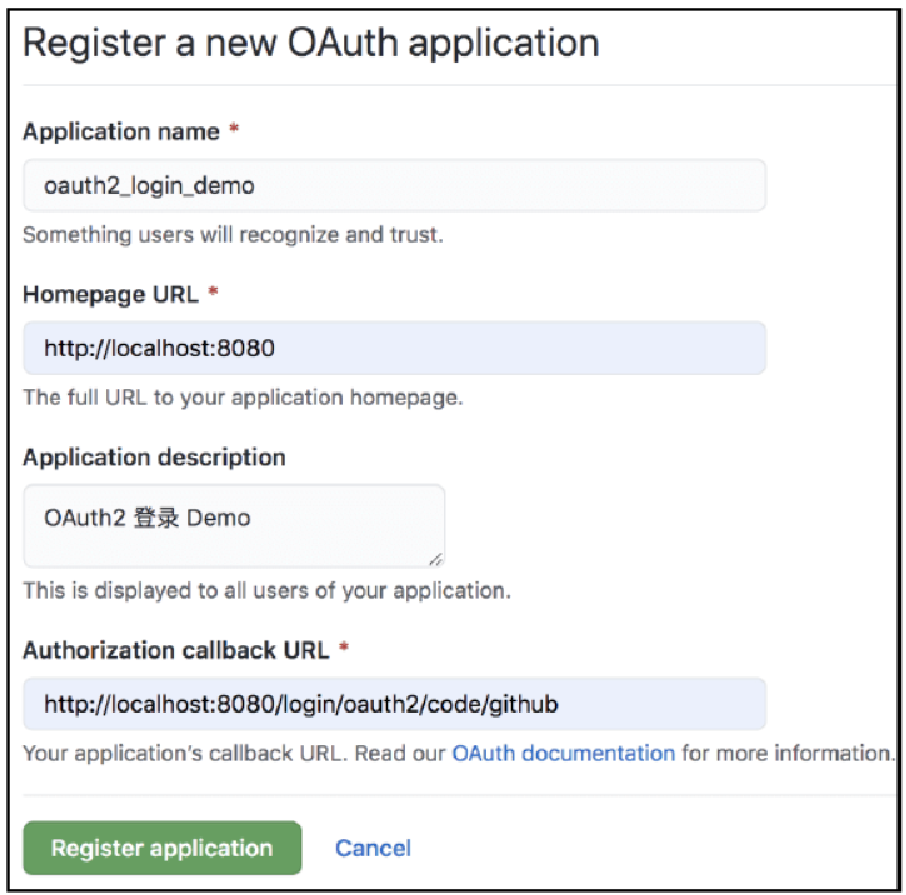 Register a new OAuth application
Application name *
oauth2_login_demo
Something users will recognize and trust.
Homepage URL *
http://localhost:8080
The full URL to your application homepage.
Application description
OAuth2 登录 Demo
This is displayed to all users of your application.
Authorization callback URL *
http://localhost:8080/login/oauth2/code/github
Your application's callback URL. Read our OAuth documentation for more information.
Register application Cancel